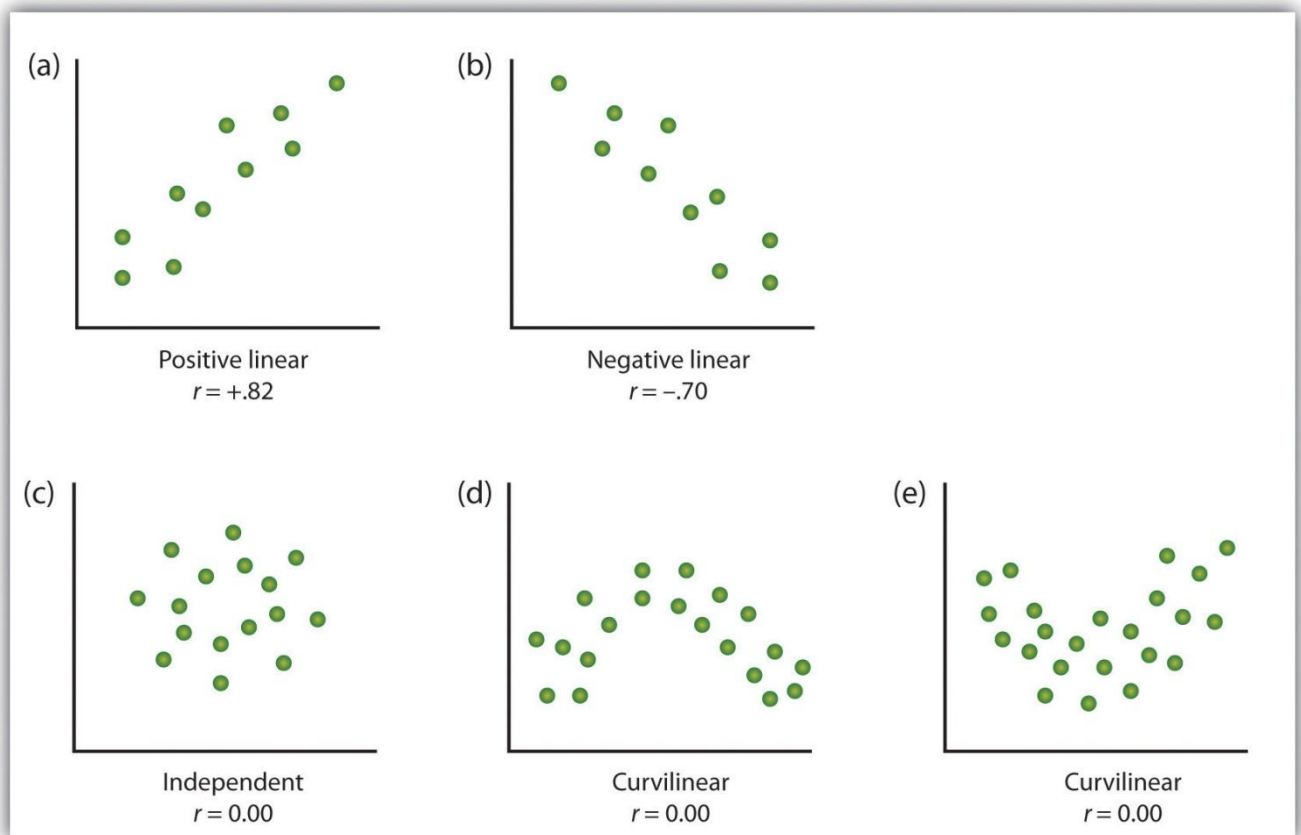 (a)
Positive linear
r = +.82
(b)
Negative linear
r = –.70
(c)
Independent
r = 0.00
(d)
Curvilinear
r = 0.00
(e)
Curvilinear
r = 0.00